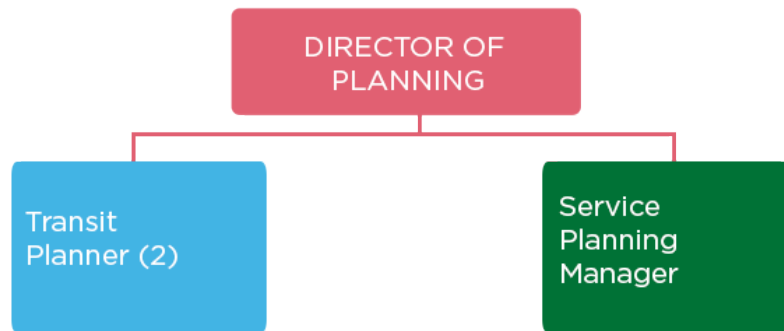 DIRECTOR OF
PLANNING
Transit
Planner (2)
Service
Planning
Manager